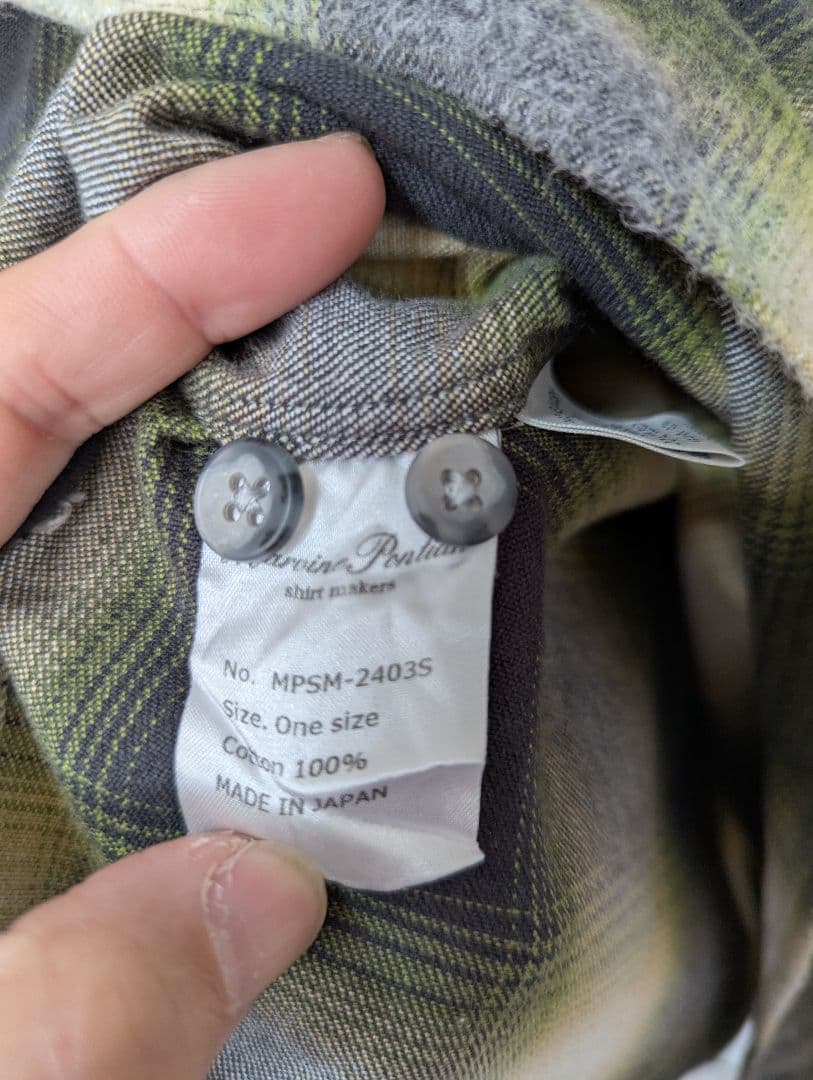 shirt makers
No. MPSM-2403S
Size. One size
Cotton 100%
MADE IN JAPAN